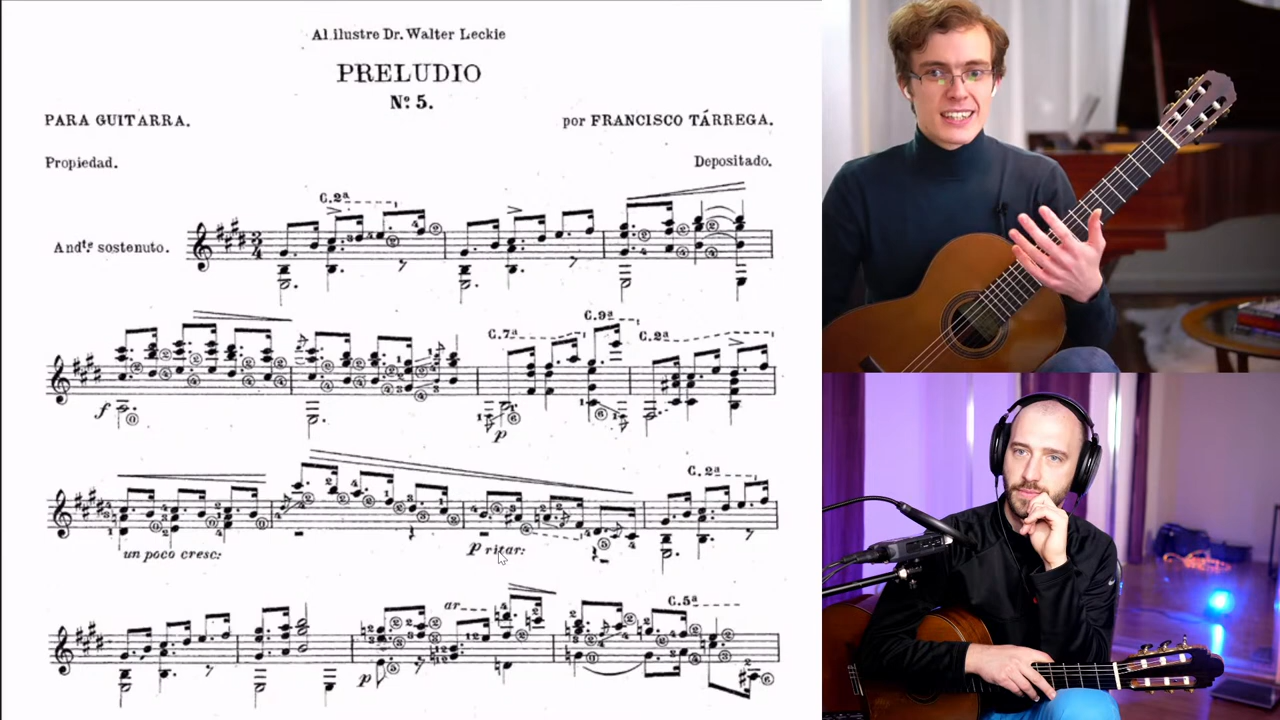 Al ilustre Dr. Walter Leckie
PRELUDIO
Nº 5.
PARA GUITARRA.
por FRANCISCO TÁRREGA.
Propiedad.
Depositado.
C.2ª
Andte sostenuto.
C.7ª
C.9ª
C.2ª
f
p
C.2ª
un poco cresc:
p ritar:
ar
C.5ª
p